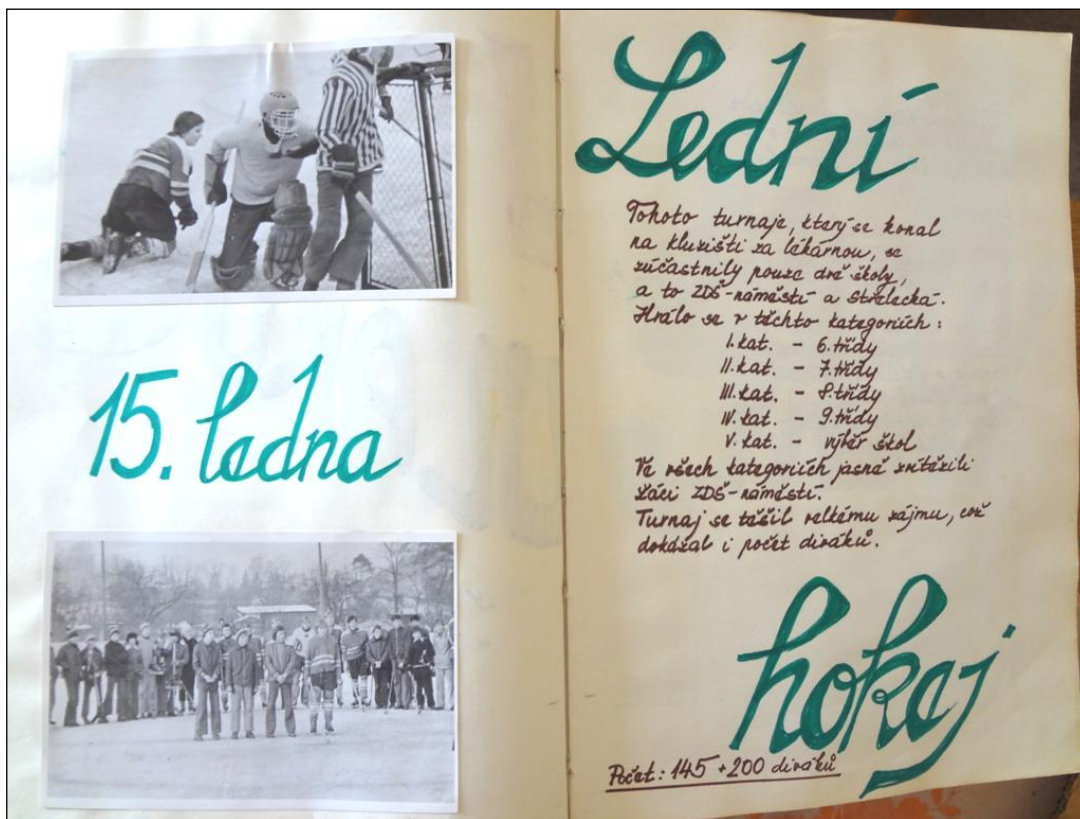 15. ledna
Lední
Tohoto turnaje, který se konal
na kluzišti za lékárnou, se
zúčastnily pouze dvě školy,
a to ZDŠ-náměstí a Střelecká.
Hrálo se v těchto kategoriích:
I. kat. - 6. třídy
II. kat. - 7. třídy
III. kat. - 8. třídy
IV. kat. - 9. třídy
V. kat. - výběr škol
Ve všech kategoriích jasně zvítězili
žáci ZDŠ-náměstí.
Turnaj se těšil velkému zájmu, což
dokázal i počet diváků.
hokej
Počet: 145 + 200 diváků